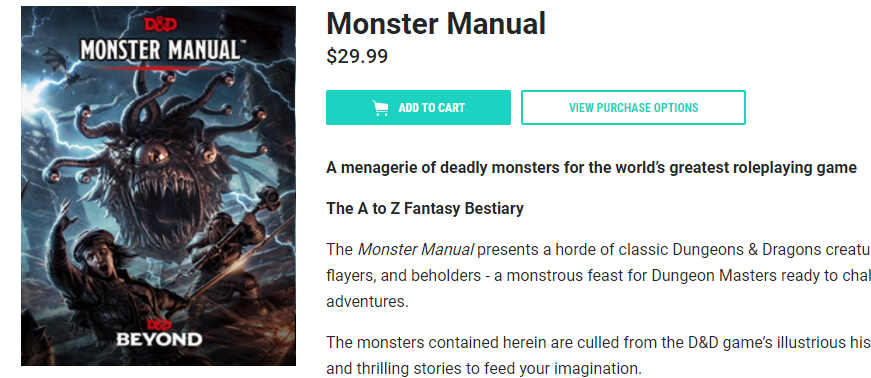 D&D
MONSTER MANUAL™
D&D
BEYOND
Monster Manual
$29.99
ADD TO CART
VIEW PURCHASE OPTIONS
A menagerie of deadly monsters for the world’s greatest roleplaying game
The A to Z Fantasy Bestiary
The Monster Manual presents a horde of classic Dungeons & Dragons creatu
flayers, and beholders - a monstrous feast for Dungeon Masters ready to chal
adventures.
The monsters contained herein are culled from the D&D game’s illustrious his
and thrilling stories to feed your imagination.